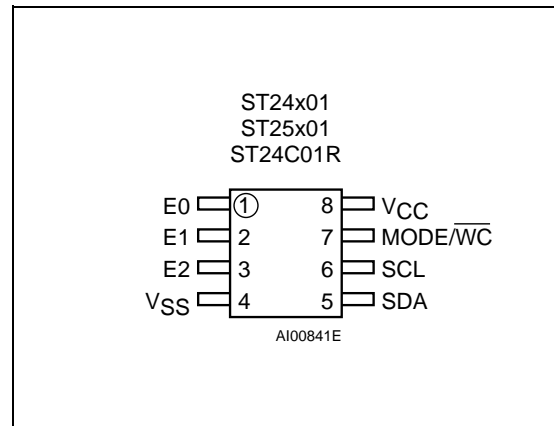 ST24x01
ST25x01
ST24C01R
E0 1 8 VCC
E1 2 7 MODE/W̅C̅
E2 3 6 SCL
VSS 4 5 SDA
AI00841E